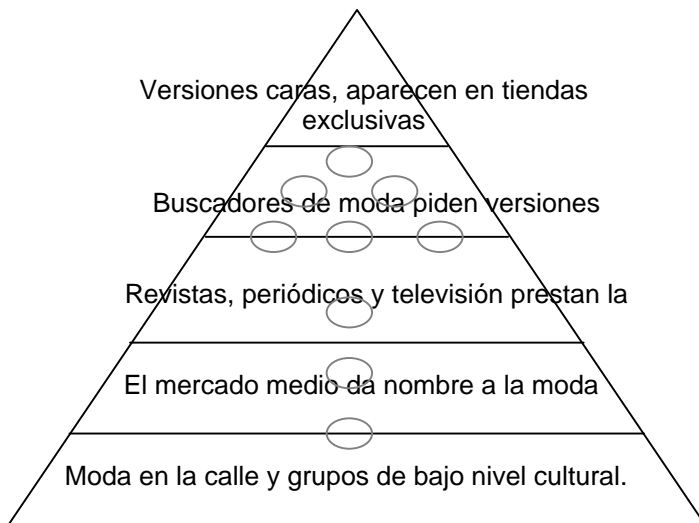 Versiones caras, aparecen en tiendas
exclusivas
Buscadores de moda piden versiones
Revistas, periódicos y televisión prestan la
El mercado medio da nombre a la moda
Moda en la calle y grupos de bajo nivel cultural.